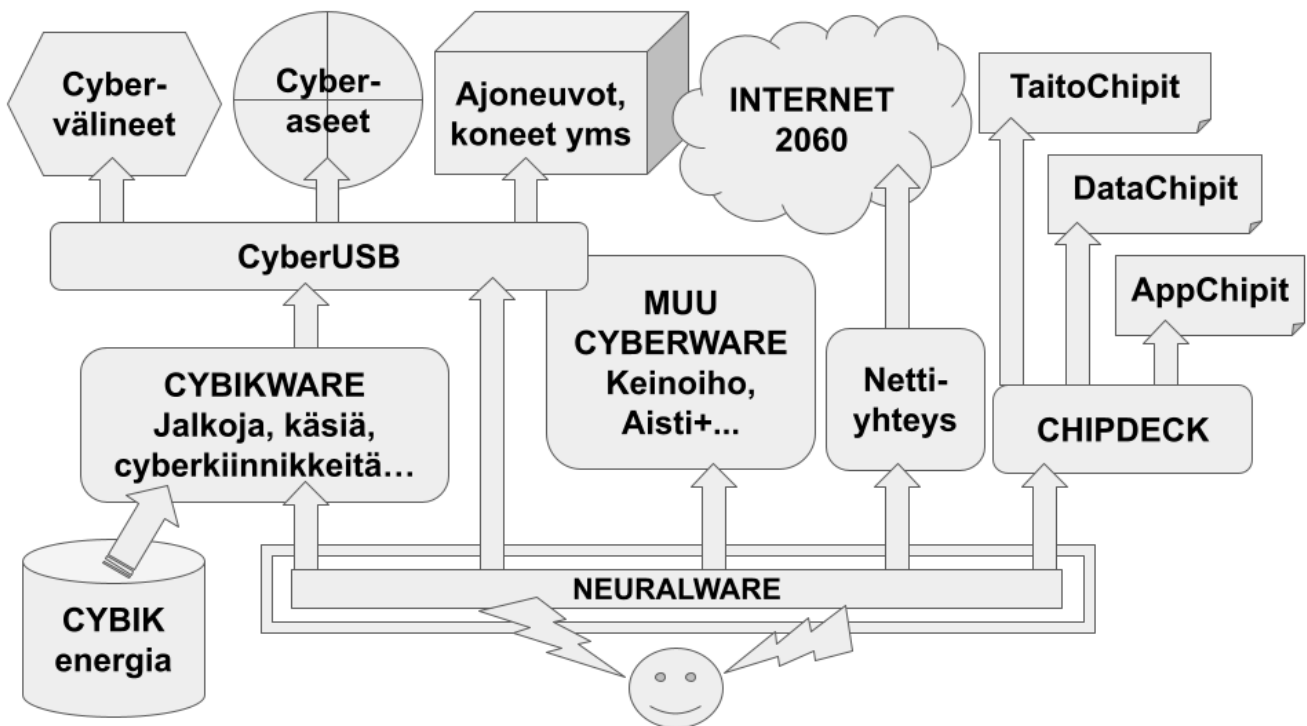 Cyber-
välineet
Cyber-
aseet
Ajoneuvot,
koneet yms
INTERNET
2060
TaitoChipit
DataChipit
AppChipit
CyberUSB
MUU
CYBERWARE
Keinoiho,
Aisti+...
CYBIKWARE
Jalkoja, käsiä,
cyberkiinnikkeitä...
Netti-
yhteys
CHIPDECK
NEURALWARE
CYBIK
energia